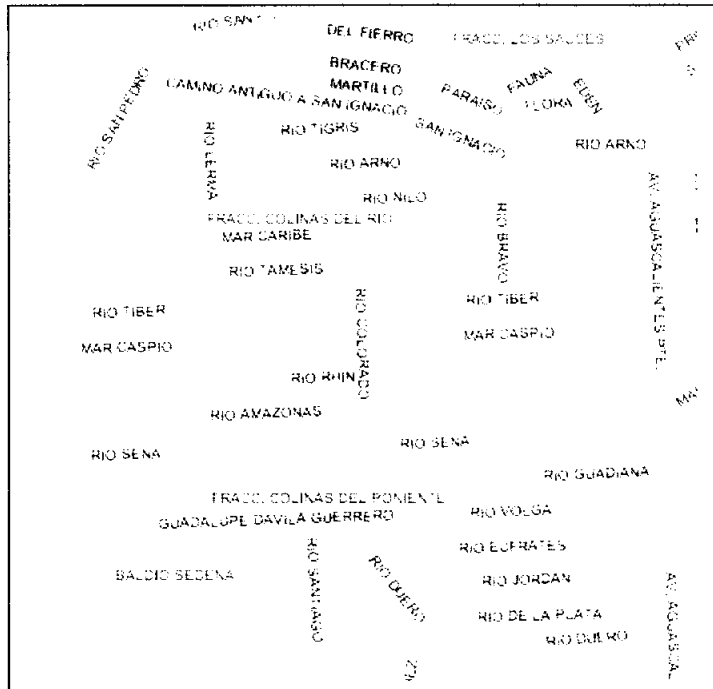 RIO SAN
DEL FIERRO
FRACC. LOS SAUCES
BRACERO
MARTILLO
CAMINO ANTIGUO A SAN IGNACIO
RIO SAN PEDRO
PARAISO
FAUNA
FLORA
EDEN
RIO LERMA
RIO TIGRIS
SAN IGNACIO
RIO ARNO
RIO ARNO
RIO NILO
FRACC. COLINAS DEL RIO
MAR CARIBE
RIO BRAVO
AV. AGUASCALIENTES PTE.
RIO TAMESIS
RIO TIBER
RIO COLORADO
RIO TIBER
MAR CASPIO
MAR CASPIO
RIO RHIN
RIO AMAZONAS
RIO SENA
RIO SENA
RIO GUADIANA
FRACC. COLINAS DEL PONIENTE
GUADALUPE DAVILA GUERRERO
RIO VOLGA
RIO EUFRATES
BALDIO SEDENA
RIO SANTIAGO
RIO DUERO
RIO JORDAN
RIO DE LA PLATA
RIO DUERO
AV. AGUASCAL